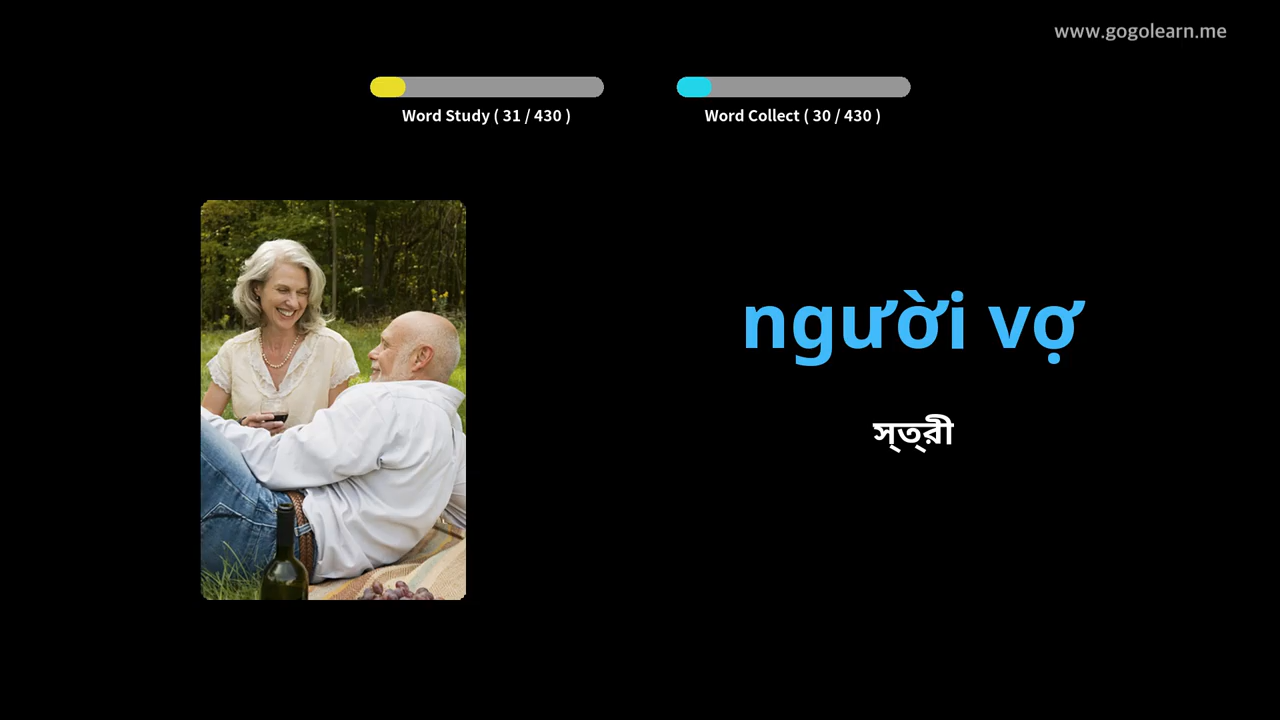 www.gogolearn.me
Word Study ( 31 / 430 )
Word Collect ( 30 / 430 )
người vợ
স্ত্রী